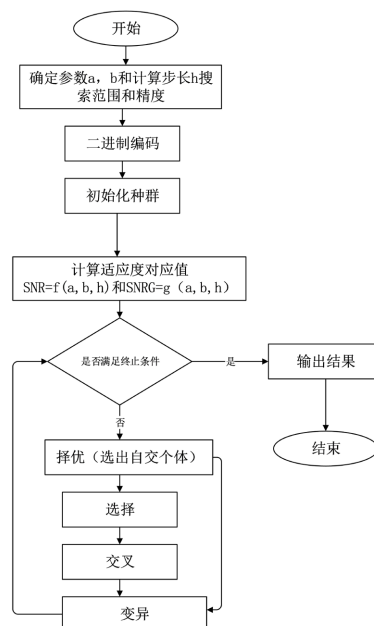 开始
确定参数a，b和计算步长h搜
索范围和精度
二进制编码
初始化种群
计算适应度对应值
SNR=f(a,b,h)和SNRG=g（a,b,h）
是否满足终止条件
是
输出结果
结束
否
择优（选出自交个体）
选择
交叉
变异